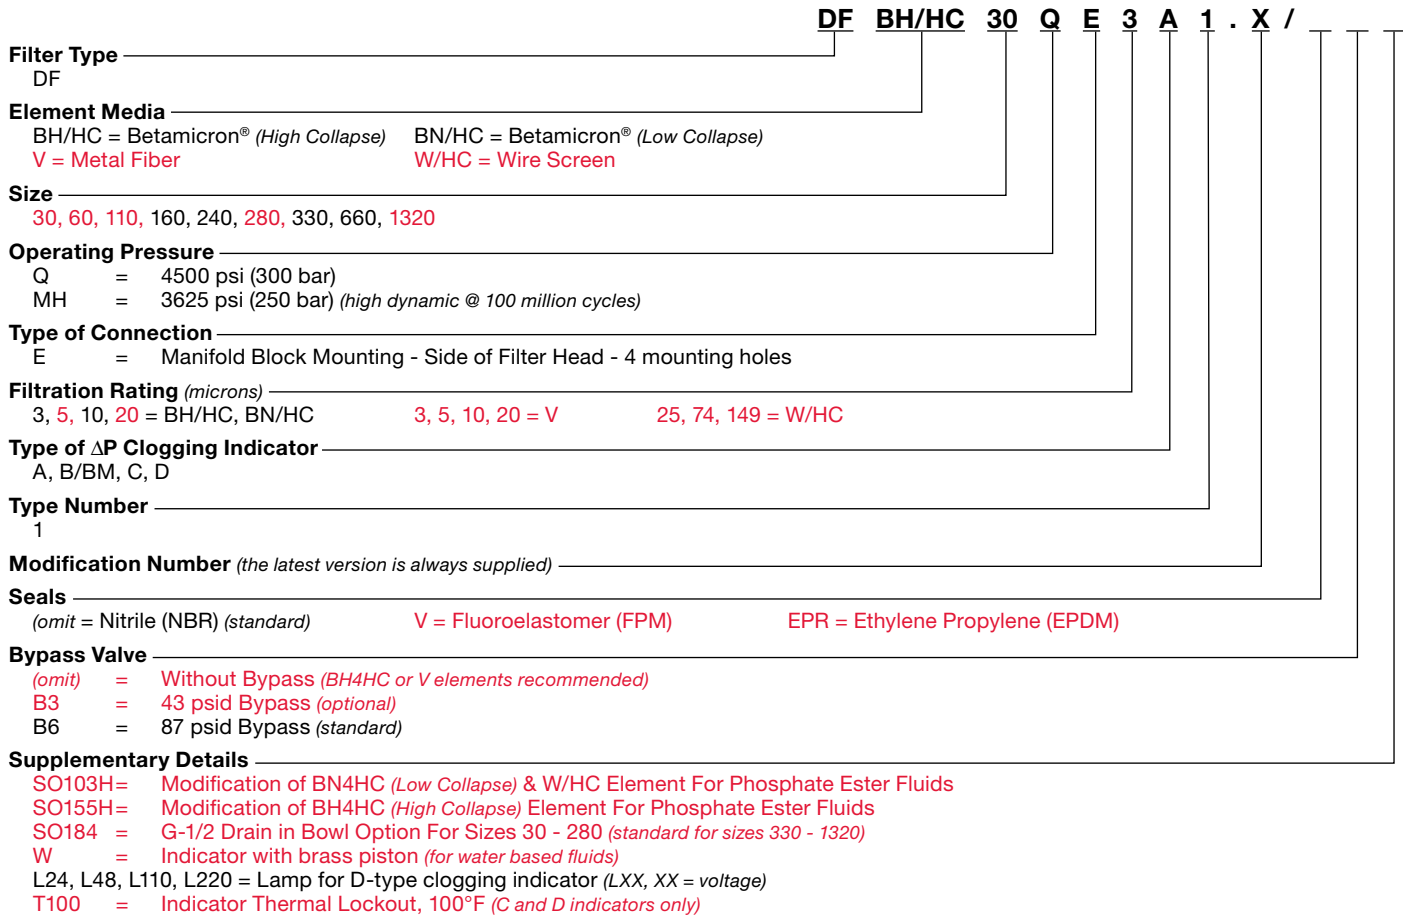 DF BH/HC 30 Q E 3 A 1 . X / _ _ _
Filter Type
DF
Element Media
BH/HC = Betamicron® (High Collapse) BN/HC = Betamicron® (Low Collapse)
V = Metal Fiber W/HC = Wire Screen
Size
30, 60, 110, 160, 240, 280, 330, 660, 1320
Operating Pressure
Q = 4500 psi (300 bar)
MH = 3625 psi (250 bar) (high dynamic @ 100 million cycles)
Type of Connection
E = Manifold Block Mounting - Side of Filter Head - 4 mounting holes
Filtration Rating (microns)
3, 5, 10, 20 = BH/HC, BN/HC 3, 5, 10, 20 = V 25, 74, 149 = W/HC
Type of ∆P Clogging Indicator
A, B/BM, C, D
Type Number
1
Modification Number (the latest version is always supplied)
Seals
(omit = Nitrile (NBR) (standard) V = Fluoroelastomer (FPM) EPR = Ethylene Propylene (EPDM)
Bypass Valve
(omit) = Without Bypass (BH4HC or V elements recommended)
B3 = 43 psid Bypass (optional)
B6 = 87 psid Bypass (standard)
Supplementary Details
SO103H= Modification of BN4HC (Low Collapse) & W/HC Element For Phosphate Ester Fluids
SO155H= Modification of BH4HC (High Collapse) Element For Phosphate Ester Fluids
SO184 = G-1/2 Drain in Bowl Option For Sizes 30 - 280 (standard for sizes 330 - 1320)
W = Indicator with brass piston (for water based fluids)
L24, L48, L110, L220 = Lamp for D-type clogging indicator (LXX, XX = voltage)
T100 = Indicator Thermal Lockout, 100°F (C and D indicators only)